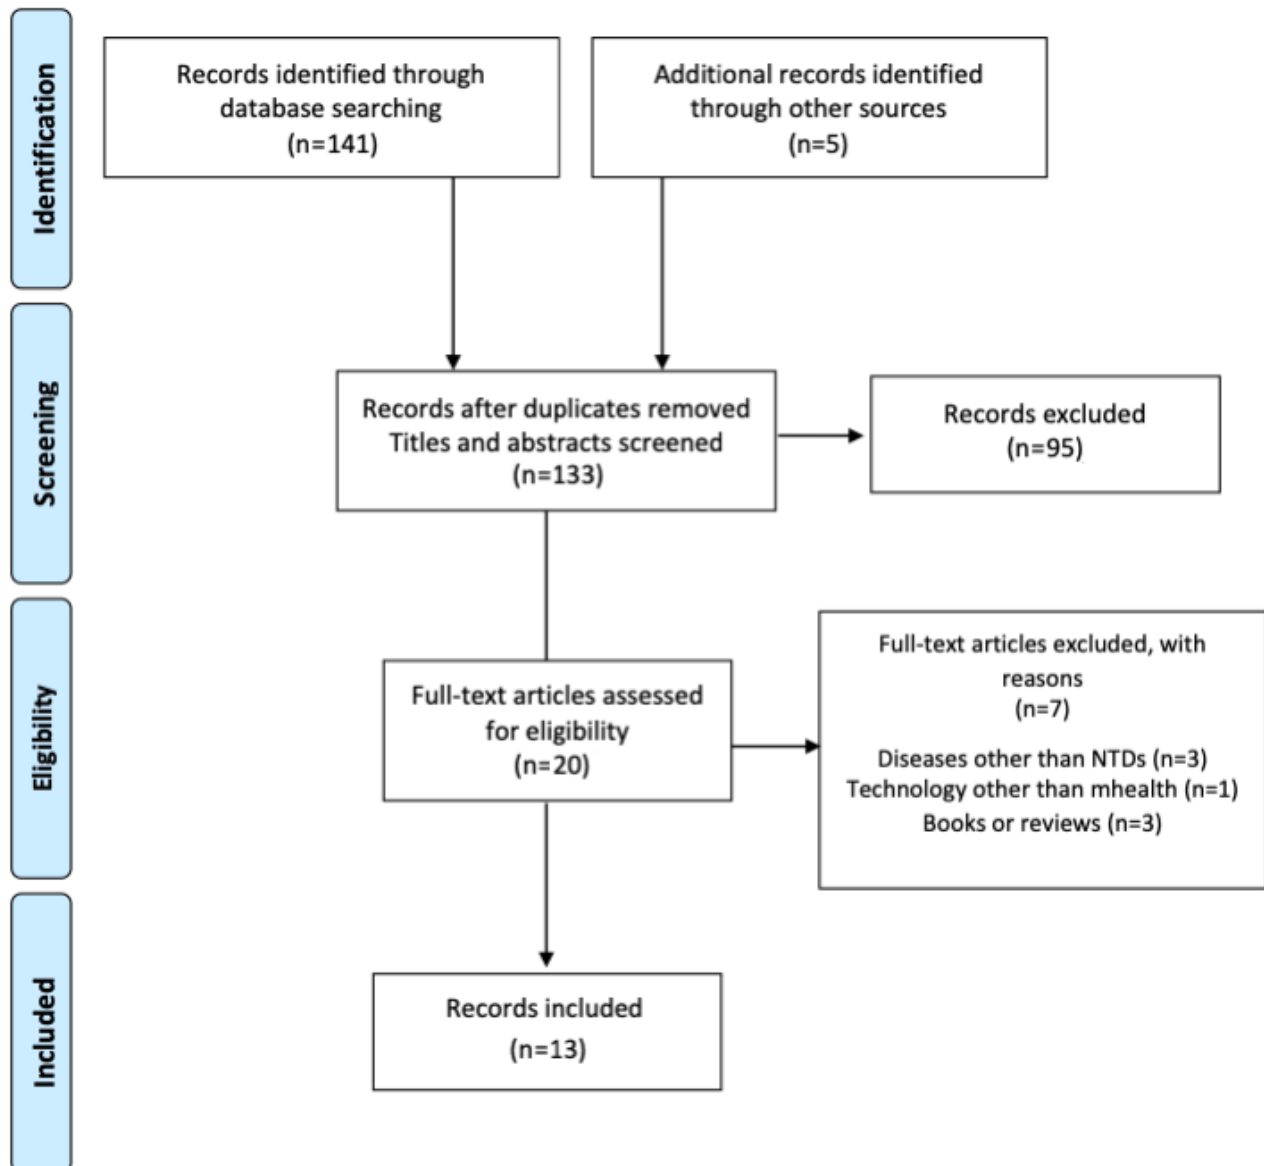 Identification
Records identified through
database searching
(n=141)
Additional records identified
through other sources
(n=5)
Screening
Records after duplicates removed
Titles and abstracts screened
(n=133)
Records excluded
(n=95)
Eligibility
Full-text articles assessed
for eligibility
(n=20)
Full-text articles excluded, with
reasons
(n=7)
Diseases other than NTDs (n=3)
Technology other than mhealth (n=1)
Books or reviews (n=3)
Included
Records included
(n=13)